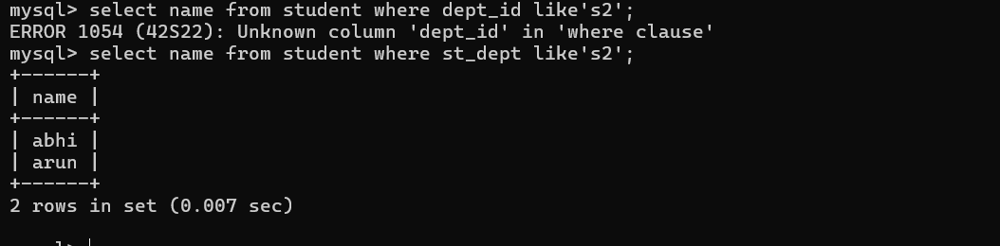 mysql> select name from student where dept_id like's2';
ERROR 1054 (42S22): Unknown column 'dept_id' in 'where clause'
mysql> select name from student where st_dept like's2';
+------+
| name |
+------+
| abhi |
| arun |
+------+
2 rows in set (0.007 sec)
mysql>